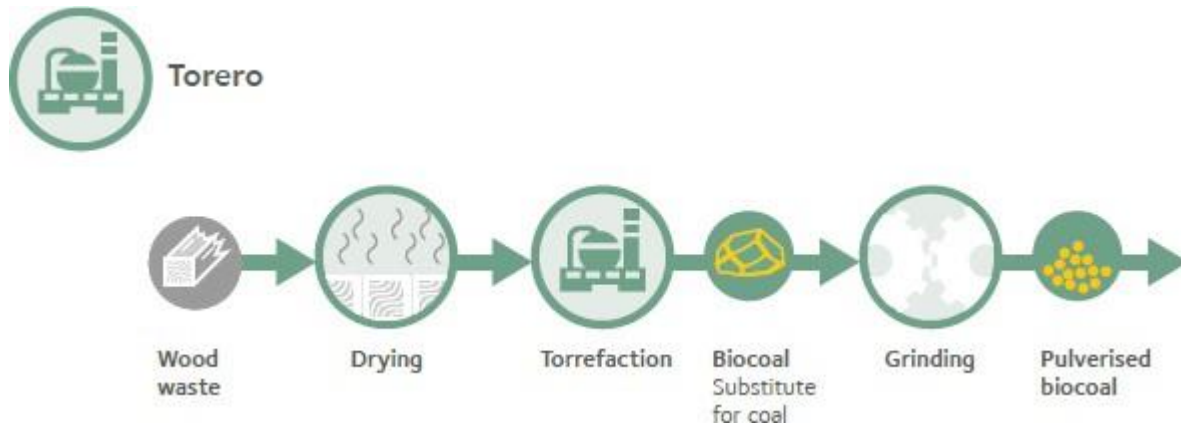 Torero
Wood
waste
Drying
Torrefaction
Biocoal
Substitute
for coal
Grinding
Pulverised
biocoal